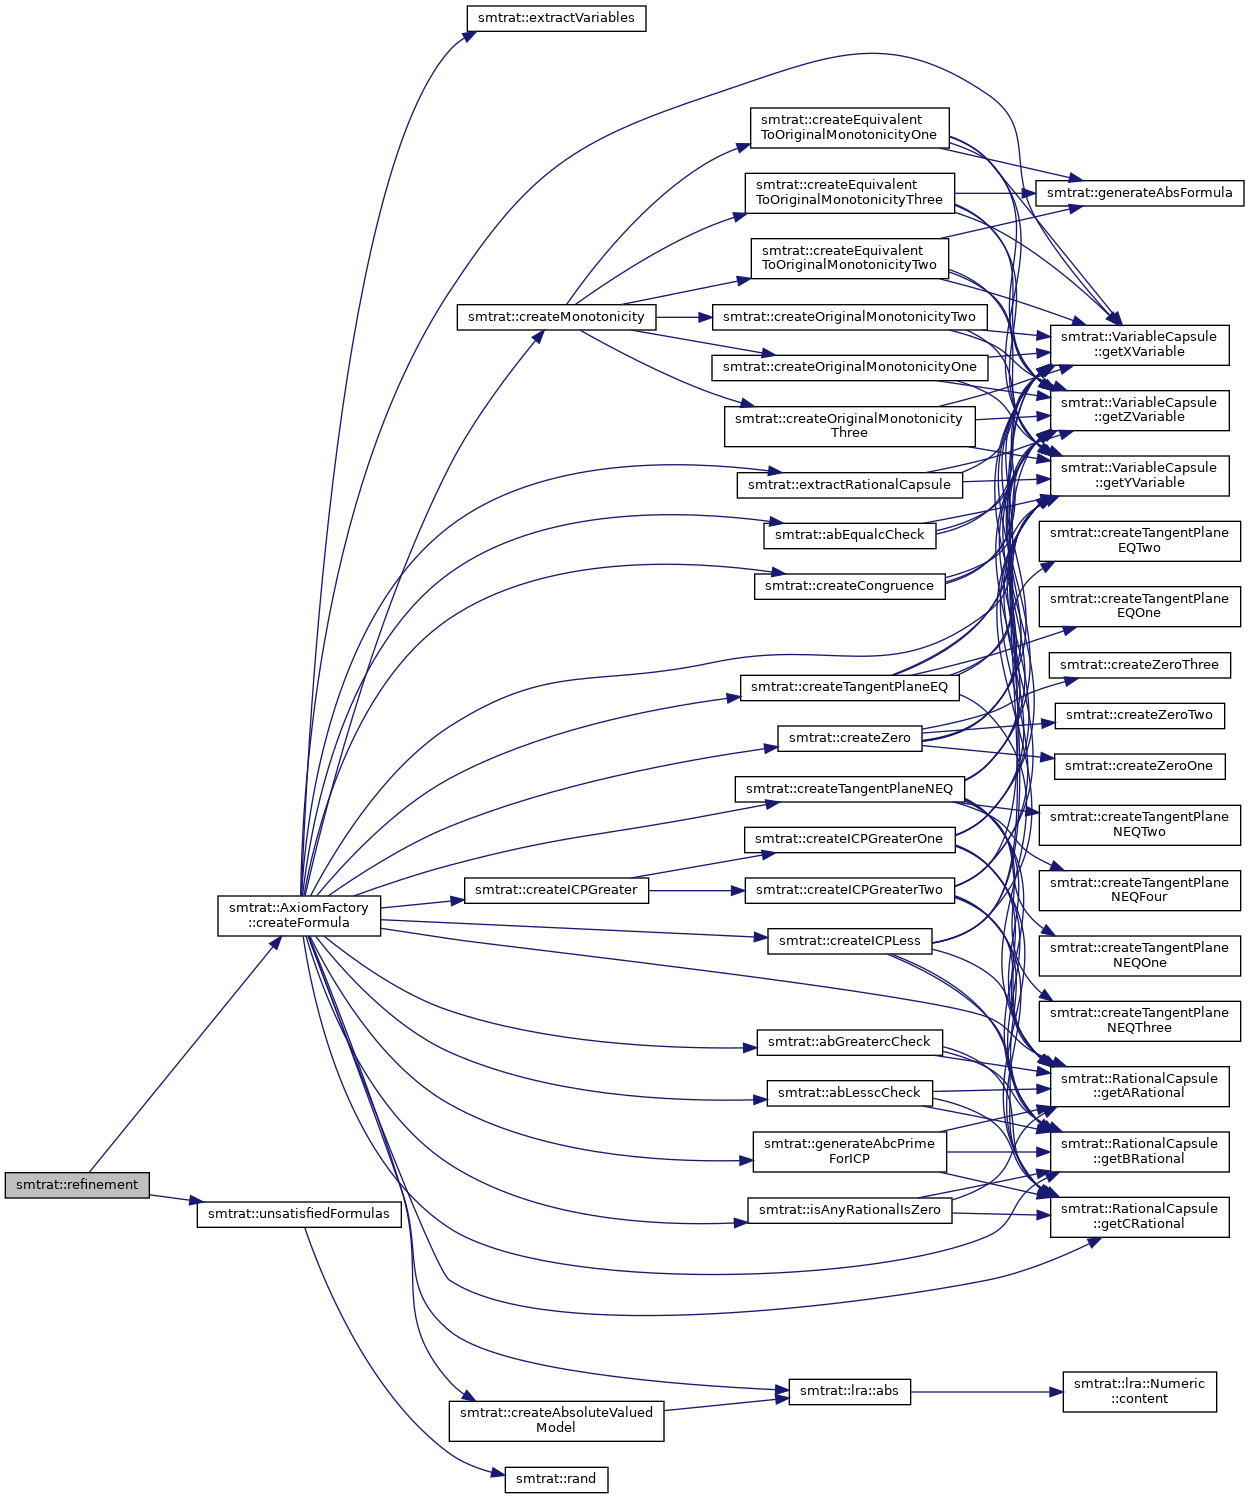 smtrat::extractVariables
smtrat::createEquivalent
ToOriginalMonotonicityOne
smtrat::createEquivalent
ToOriginalMonotonicityThree
smtrat::generateAbsFormula
smtrat::createEquivalent
ToOriginalMonotonicityTwo
smtrat::createMonotonicity
smtrat::createOriginalMonotonicityTwo
smtrat::VariableCapsule
::getXVariable
smtrat::createOriginalMonotonicityOne
smtrat::VariableCapsule
::getZVariable
smtrat::createOriginalMonotonicity
Three
smtrat::VariableCapsule
::getYVariable
smtrat::extractRationalCapsule
smtrat::abEqualcCheck
smtrat::createTangentPlane
EQTwo
smtrat::createCongruence
smtrat::createTangentPlane
EQOne
smtrat::createZeroThree
smtrat::createTangentPlaneEQ
smtrat::createZeroTwo
smtrat::createZero
smtrat::createZeroOne
smtrat::createTangentPlaneNEQ
smtrat::createTangentPlane
NEQTwo
smtrat::createICPGreaterOne
smtrat::createICPGreater
smtrat::createICPGreaterTwo
smtrat::createTangentPlane
NEQFour
smtrat::AxiomFactory
::createFormula
smtrat::createICPLess
smtrat::createTangentPlane
NEQOne
smtrat::createTangentPlane
NEQThree
smtrat::abGreatercCheck
smtrat::RationalCapsule
::getARational
smtrat::abLesscCheck
smtrat::generateAbcPrime
ForICP
smtrat::RationalCapsule
::getBRational
smtrat::refinement
smtrat::unsatisfiedFormulas
smtrat::isAnyRationalIsZero
smtrat::RationalCapsule
::getCRational
smtrat::lra::abs
smtrat::lra::Numeric
::content
smtrat::createAbsoluteValued
Model
smtrat::rand